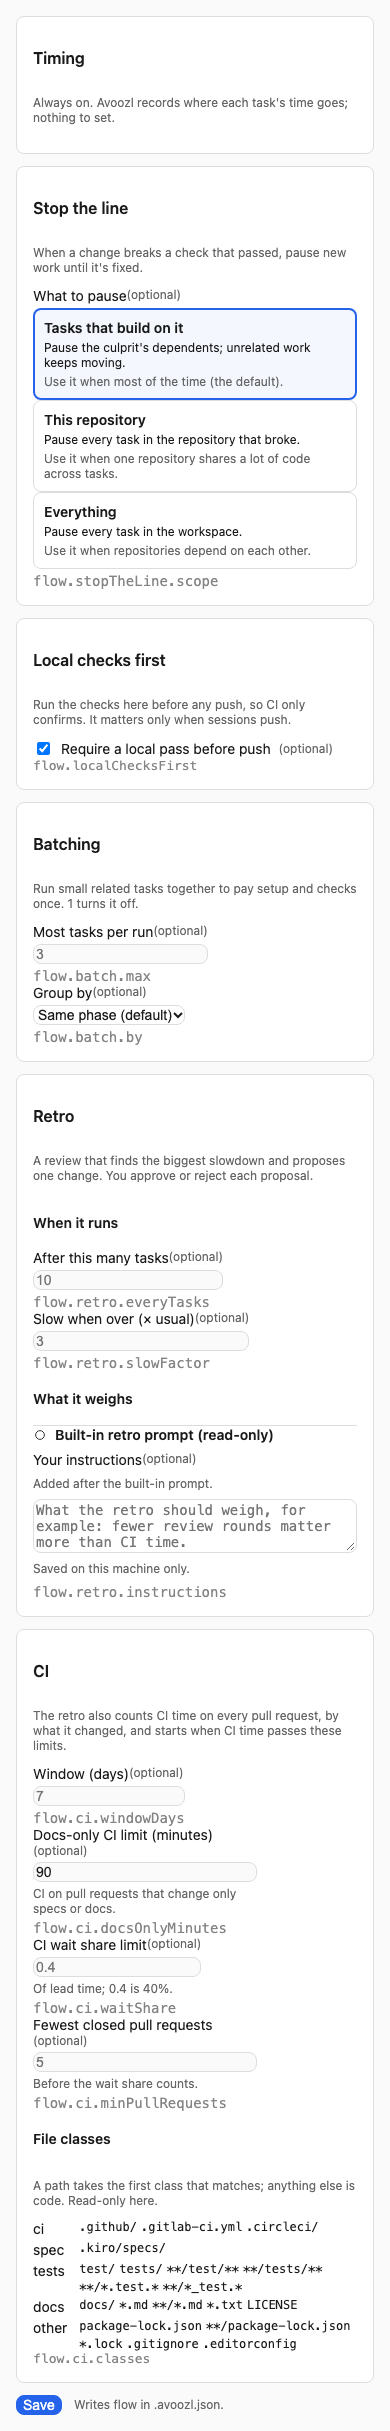 Timing
Always on. Avoozl records where each task's time goes;
nothing to set.
Stop the line
When a change breaks a check that passed, pause new
work until it's fixed.
What to pause(optional)
Tasks that build on it
Pause the culprit's dependents; unrelated work
keeps moving.
Use it when most of the time (the default).
This repository
Pause every task in the repository that broke.
Use it when one repository shares a lot of code
across tasks.
Everything
Pause every task in the workspace.
Use it when repositories depend on each other.
flow.stopTheLine.scope
Local checks first
Run the checks here before any push, so CI only
confirms. It matters only when sessions push.
Require a local pass before push (optional)
flow.localChecksFirst
Batching
Run small related tasks together to pay setup and checks
once. 1 turns it off.
Most tasks per run(optional)
3
flow.batch.max
Group by(optional)
Same phase (default)
flow.batch.by
Retro
A review that finds the biggest slowdown and proposes
one change. You approve or reject each proposal.
When it runs
After this many tasks(optional)
10
flow.retro.everyTasks
Slow when over (× usual)(optional)
3
flow.retro.slowFactor
What it weighs
Built-in retro prompt (read-only)
Your instructions(optional)
Added after the built-in prompt.
What the retro should weigh, for
example: fewer review rounds matter
more than CI time.
Saved on this machine only.
flow.retro.instructions
CI
The retro also counts CI time on every pull request, by
what it changed, and starts when CI time passes these
limits.
Window (days)(optional)
7
flow.ci.windowDays
Docs-only CI limit (minutes)
(optional)
90
CI on pull requests that change only
specs or docs.
flow.ci.docsOnlyMinutes
CI wait share limit(optional)
0.4
Of lead time; 0.4 is 40%.
flow.ci.waitShare
Fewest closed pull requests
(optional)
5
Before the wait share counts.
flow.ci.minPullRequests
File classes
A path takes the first class that matches; anything else is
code. Read-only here.
ci .github/ .gitlab-ci.yml .circleci/
spec .kiro/specs/
tests test/ tests/ **/test/** **/tests/**
**/*.test.* **/*_test.*
docs docs/ *.md **/*.md *.txt LICENSE
other package-lock.json **/package-lock.json
*.lock .gitignore .editorconfig
flow.ci.classes
Save Writes flow in .avoozl.json.